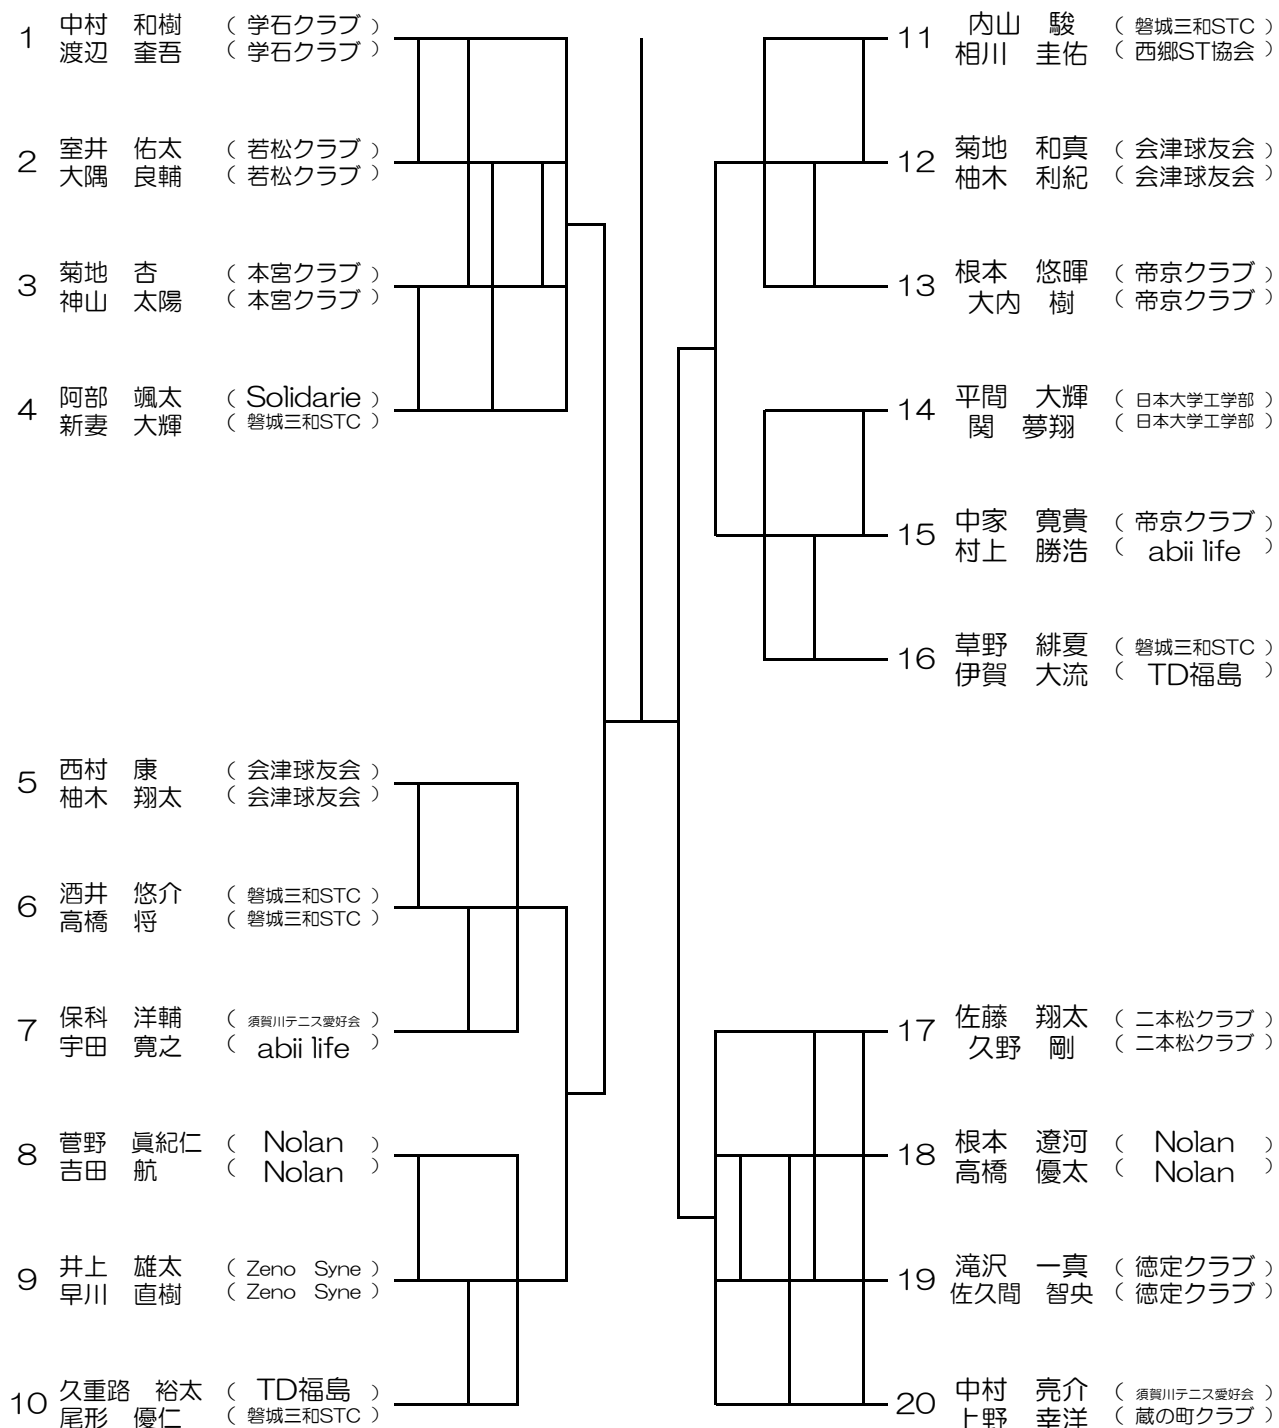 1 中村 和樹 ( 学石クラブ )
渡辺 奎吾 ( 学石クラブ )
2 室井 佑太 ( 若松クラブ )
大隅 良輔 ( 若松クラブ )
3 菊地 杏 ( 本宮クラブ )
神山 太陽 ( 本宮クラブ )
4 阿部 颯太 ( Solidarie )
新妻 大輝 ( 磐城三和STC )
5 西村 康 ( 会津球友会 )
柚木 翔太 ( 会津球友会 )
6 酒井 悠介 ( 磐城三和STC )
高橋 将 ( 磐城三和STC )
7 保科 洋輔 ( 須賀川テニス愛好会 )
宇田 寛之 ( abii life )
8 菅野 眞紀仁 ( Nolan )
吉田 航 ( Nolan )
9 井上 雄太 ( Zeno Syne )
早川 直樹 ( Zeno Syne )
10 久重路 裕太 ( TD福島 )
尾形 優仁 ( 磐城三和STC )
11 内山 駿 ( 磐城三和STC )
相川 圭佑 ( 西郷ST協会 )
12 菊地 和真 ( 会津球友会 )
柚木 利紀 ( 会津球友会 )
13 根本 悠暉 ( 帝京クラブ )
大内 樹 ( 帝京クラブ )
14 平間 大輝 ( 日本大学工学部 )
関 夢翔 ( 日本大学工学部 )
15 中家 寛貴 ( 帝京クラブ )
村上 勝浩 ( abii life )
16 草野 緋夏 ( 磐城三和STC )
伊賀 大流 ( TD福島 )
17 佐藤 翔太 ( 二本松クラブ )
久野 剛 ( 二本松クラブ )
18 根本 遼河 ( Nolan )
高橋 優太 ( Nolan )
19 滝沢 一真 ( 徳定クラブ )
佐久間 智央 ( 徳定クラブ )
20 中村 亮介 ( 須賀川テニス愛好会 )
上野 幸洋 ( 蔵の町クラブ )